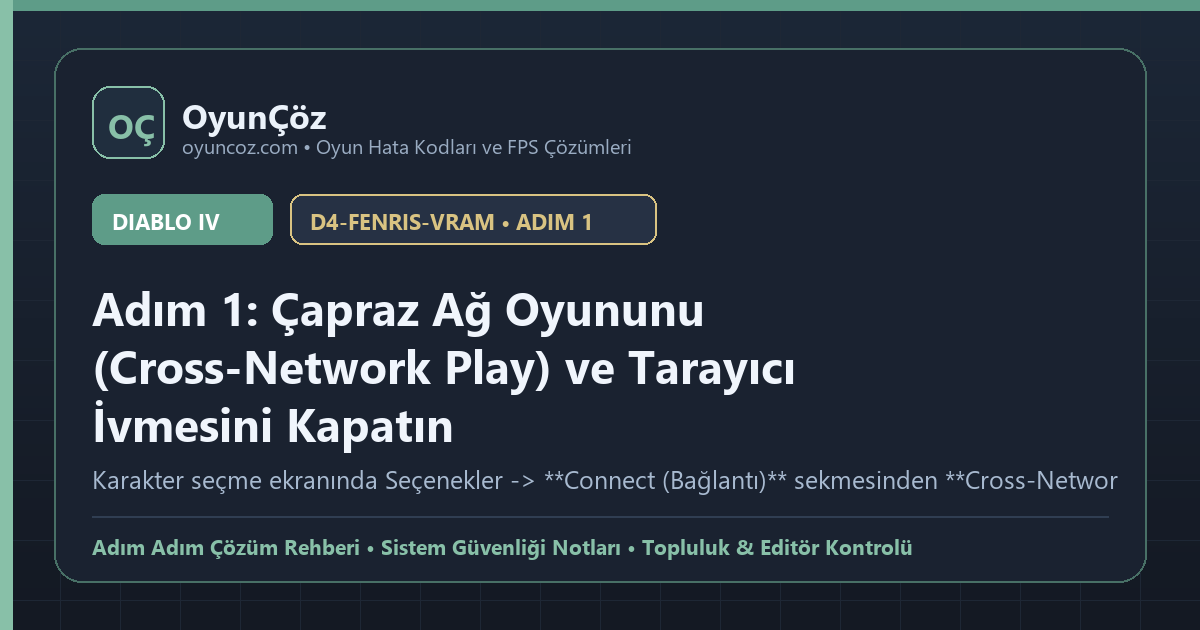 OÇ
OyunÇöz
oyuncoz.com • Oyun Hata Kodları ve FPS Çözümleri
DIABLO IV
D4-FENRIS-VRAM • ADIM 1
Adım 1: Çapraz Ağ Oyununu
(Cross-Network Play) ve Tarayıcı
İvmesini Kapatın
Karakter seçme ekranında Seçenekler -> **Connect (Bağlantı)** sekmesinden **Cross-Networ
Adım Adım Çözüm Rehberi • Sistem Güvenliği Notları • Topluluk & Editör Kontrolü